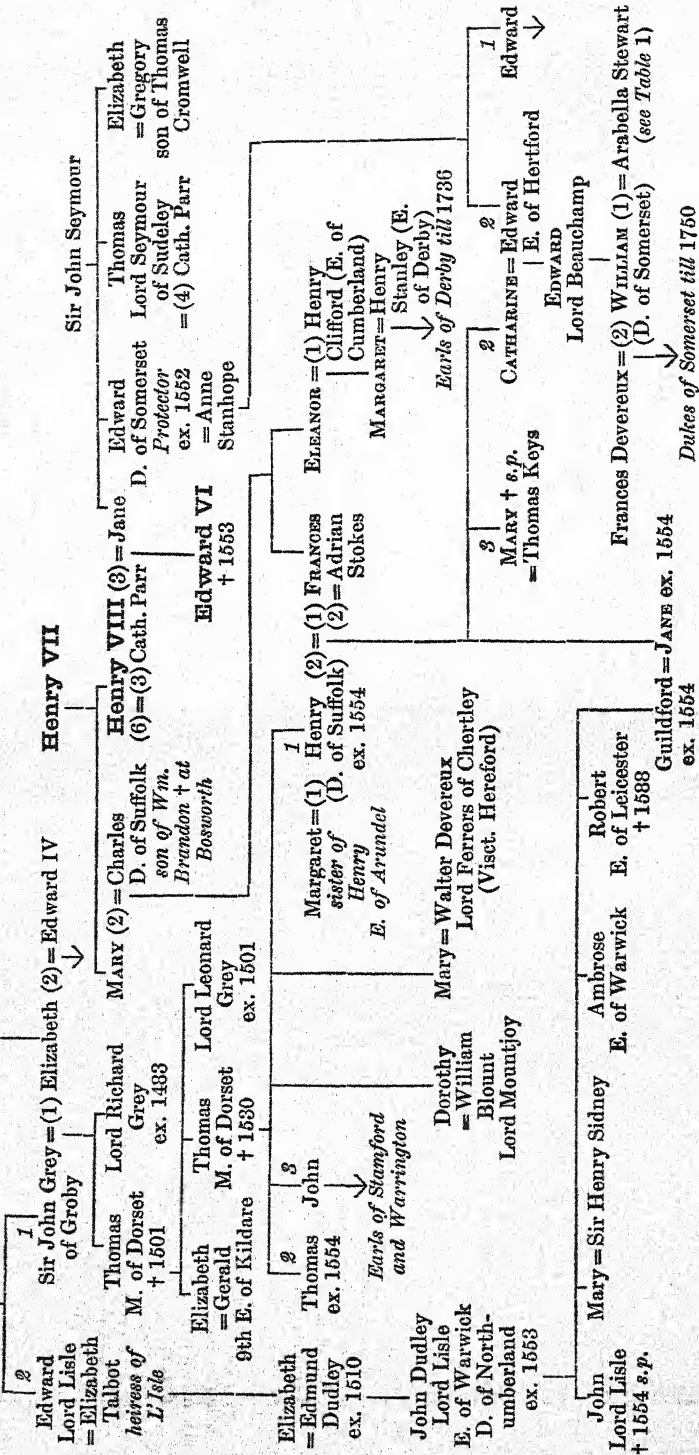 Henry VII
Sir John Seymour
2
Edward
Lord Lisle
= Elizabeth
Talbot
heiress of
L'Isle
1
Sir John Grey=(1) Elizabeth (2)=Edward IV
of Groby
Thomas
M. of Dorset
† 1501
Lord Richard
Grey
ex. 1483
MARY (2)=Charles
D. of Suffolk
son of Wm.
Brandon † at
Bosworth
Henry VIII (3)=Jane
(6)=(3) Cath. Parr
Edward VI
† 1553
Edward
D. of Somerset
Protector
ex. 1552
= Anne
Stanhope
Thomas
Lord Seymour
of Sudeley
=(4) Cath. Parr
Elizabeth
=Gregory
son of Thomas
Cromwell
Elizabeth
=Gerald
9th E. of Kildare
Thomas
M. of Dorset
† 1530
Lord Leonard
Grey
ex. 1501
Elizabeth
=Edmund
Dudley
ex. 1510
2
Thomas
ex. 1554
3
John
Earls of Stamford
and Warrington
Margaret=(1)
sister of
Henry
E. of Arundel
1
Henry (2)=(1) FRANCES
(D. of Suffolk) (2)=Adrian
ex. 1554
Stokes
ELEANOR=(1) Henry
Clifford (E. of
Cumberland)
MARGARET=Henry
Stanley (E.
of Derby)
Earls of Derby till 1736
John Dudley
Lord Lisle
E. of Warwick
D. of North-
umberland
ex. 1553
Dorothy
=William
Blount
Lord Mountjoy
Mary=Walter Devereux
Lord Ferrers of Chertley
(Visct. Hereford)
3
MARY † s.p.
=Thomas Keys
2
CATHARINE=Edward
2
E. of Hertford
1
Edward
EDWARD
Lord Beauchamp
Frances Devereux=(2) WILLIAM (1)=Arabella Stewart
(D. of Somerset)
(see Table 1)
Dukes of Somerset till 1750
John
Lord Lisle
† 1554 s.p.
Mary=Sir Henry Sidney
Ambrose
E. of Warwick
Robert
E. of Leicester
† 1588
Guildford=JANE ex. 1554
ex. 1554